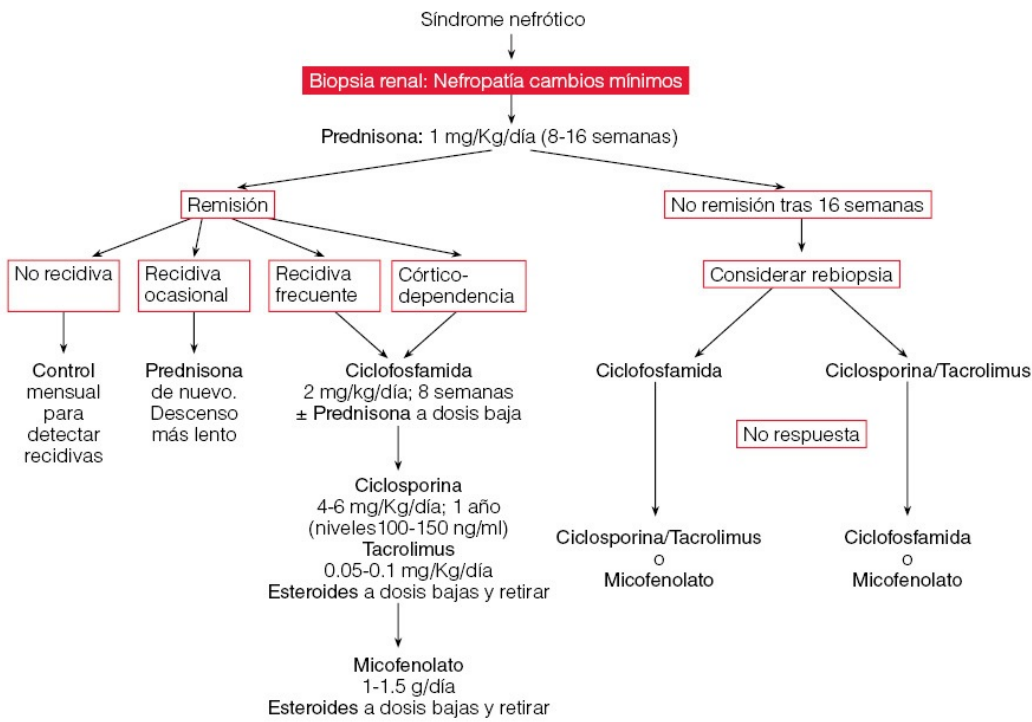 Síndrome nefrótico
Biopsia renal: Nefropatía cambios mínimos
Prednisona: 1 mg/Kg/día (8-16 semanas)
Remisión
No remisión tras 16 semanas
No recidiva
Recidiva
ocasional
Recidiva
frecuente
Córtico-
dependencia
Considerar rebiopsia
Control
mensual
para
detectar
recidivas
Prednisona
de nuevo.
Descenso
más lento
Ciclofosfamida
2 mg/kg/día; 8 semanas
± Prednisona a dosis baja
Ciclosporina
4-6 mg/Kg/día; 1 año
(niveles100-150 ng/ml)
Tacrolimus
0.05-0.1 mg/Kg/día
Esteroides a dosis bajas y retirar
Micofenolato
1-1.5 g/día
Esteroides a dosis bajas y retirar
Ciclofosfamida
Ciclosporina/Tacrolimus
No respuesta
Ciclosporina/Tacrolimus
o
Micofenolato
Ciclofosfamida
o
Micofenolato